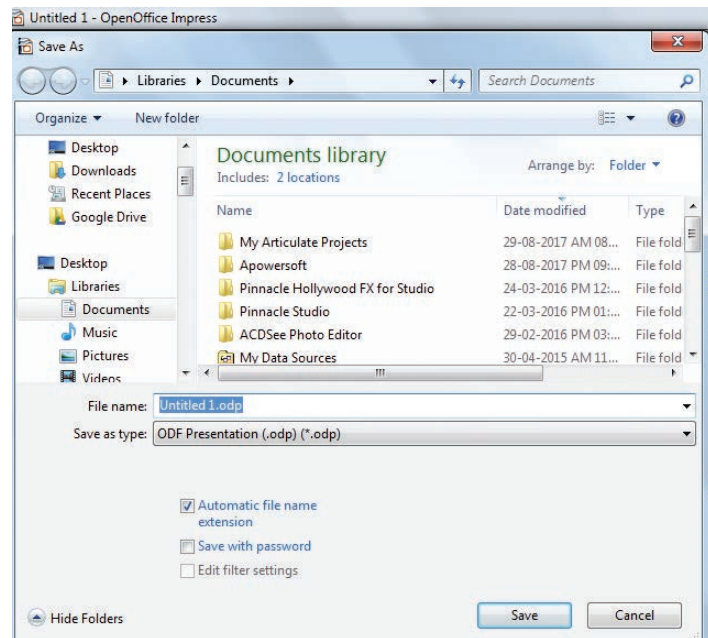 Untitled 1 - OpenOffice Impress
Save As
Libraries Documents
Search Documents
Organize New folder
Documents library
Includes: 2 locations
Arrange by: Folder
Desktop
Downloads
Recent Places
Google Drive
Desktop
Libraries
Documents
Music
Pictures
Videos
Name Date modified Type
My Articulate Projects 29-08-2017 AM 08... File fold
Apowersoft 28-08-2017 PM 09:... File fold
Pinnacle Hollywood FX for Studio 24-03-2016 PM 12:... File fold
Pinnacle Studio 22-03-2016 PM 01:... File fold
ACDSee Photo Editor 29-02-2016 PM 03:... File fold
My Data Sources 30-04-2015 AM 11... File fold
File name: Untitled 1.odp
Save as type: ODF Presentation (.odp) (*.odp)
Automatic file name
extension
Save with password
Edit filter settings
Hide Folders
Save Cancel